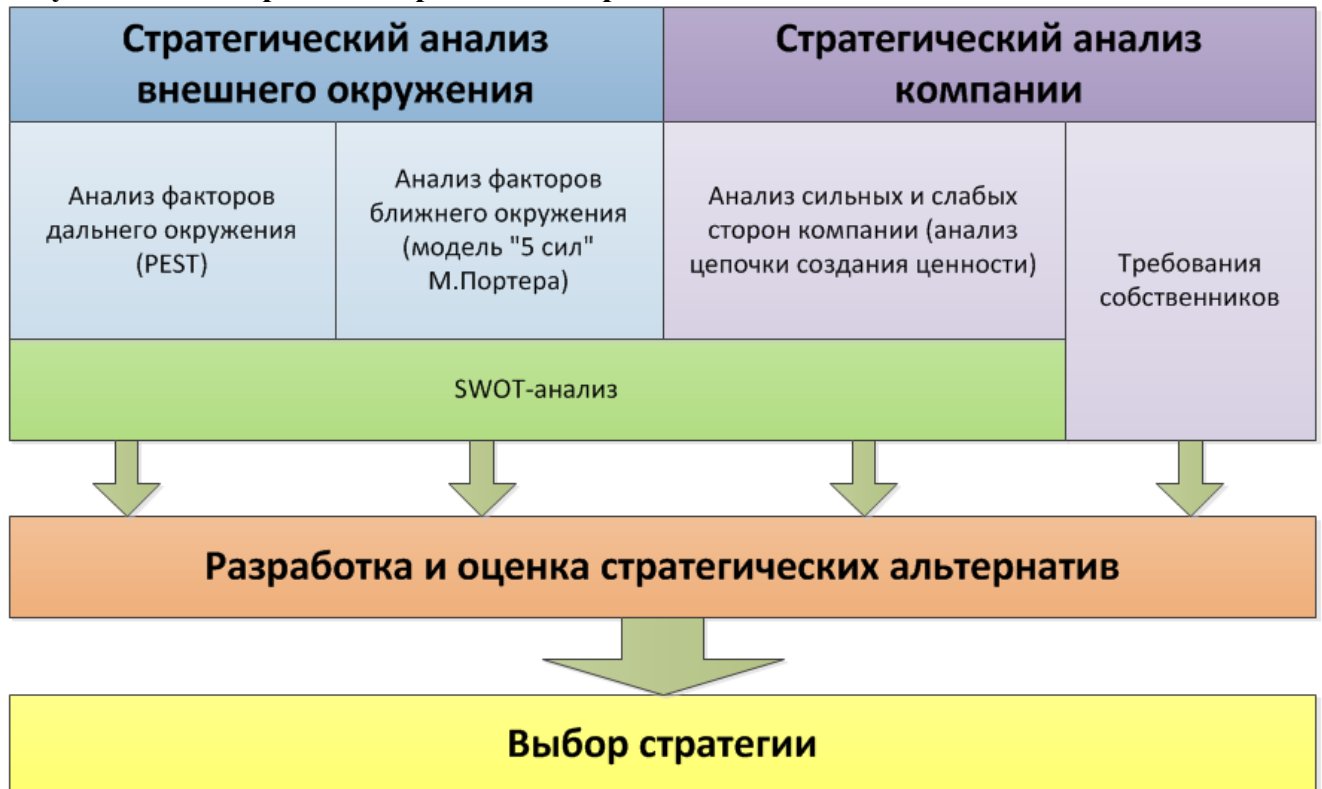 Стратегический анализ
внешнего окружения
Стратегический анализ
компании
Анализ факторов
дальнего окружения
(PEST)
Анализ факторов
ближнего окружения
(модель "5 сил"
М.Портера)
Анализ сильных и слабых
сторон компании (анализ
цепочки создания ценности)
Требования
собственников
SWOT-анализ
Разработка и оценка стратегических альтернатив
Выбор стратегии